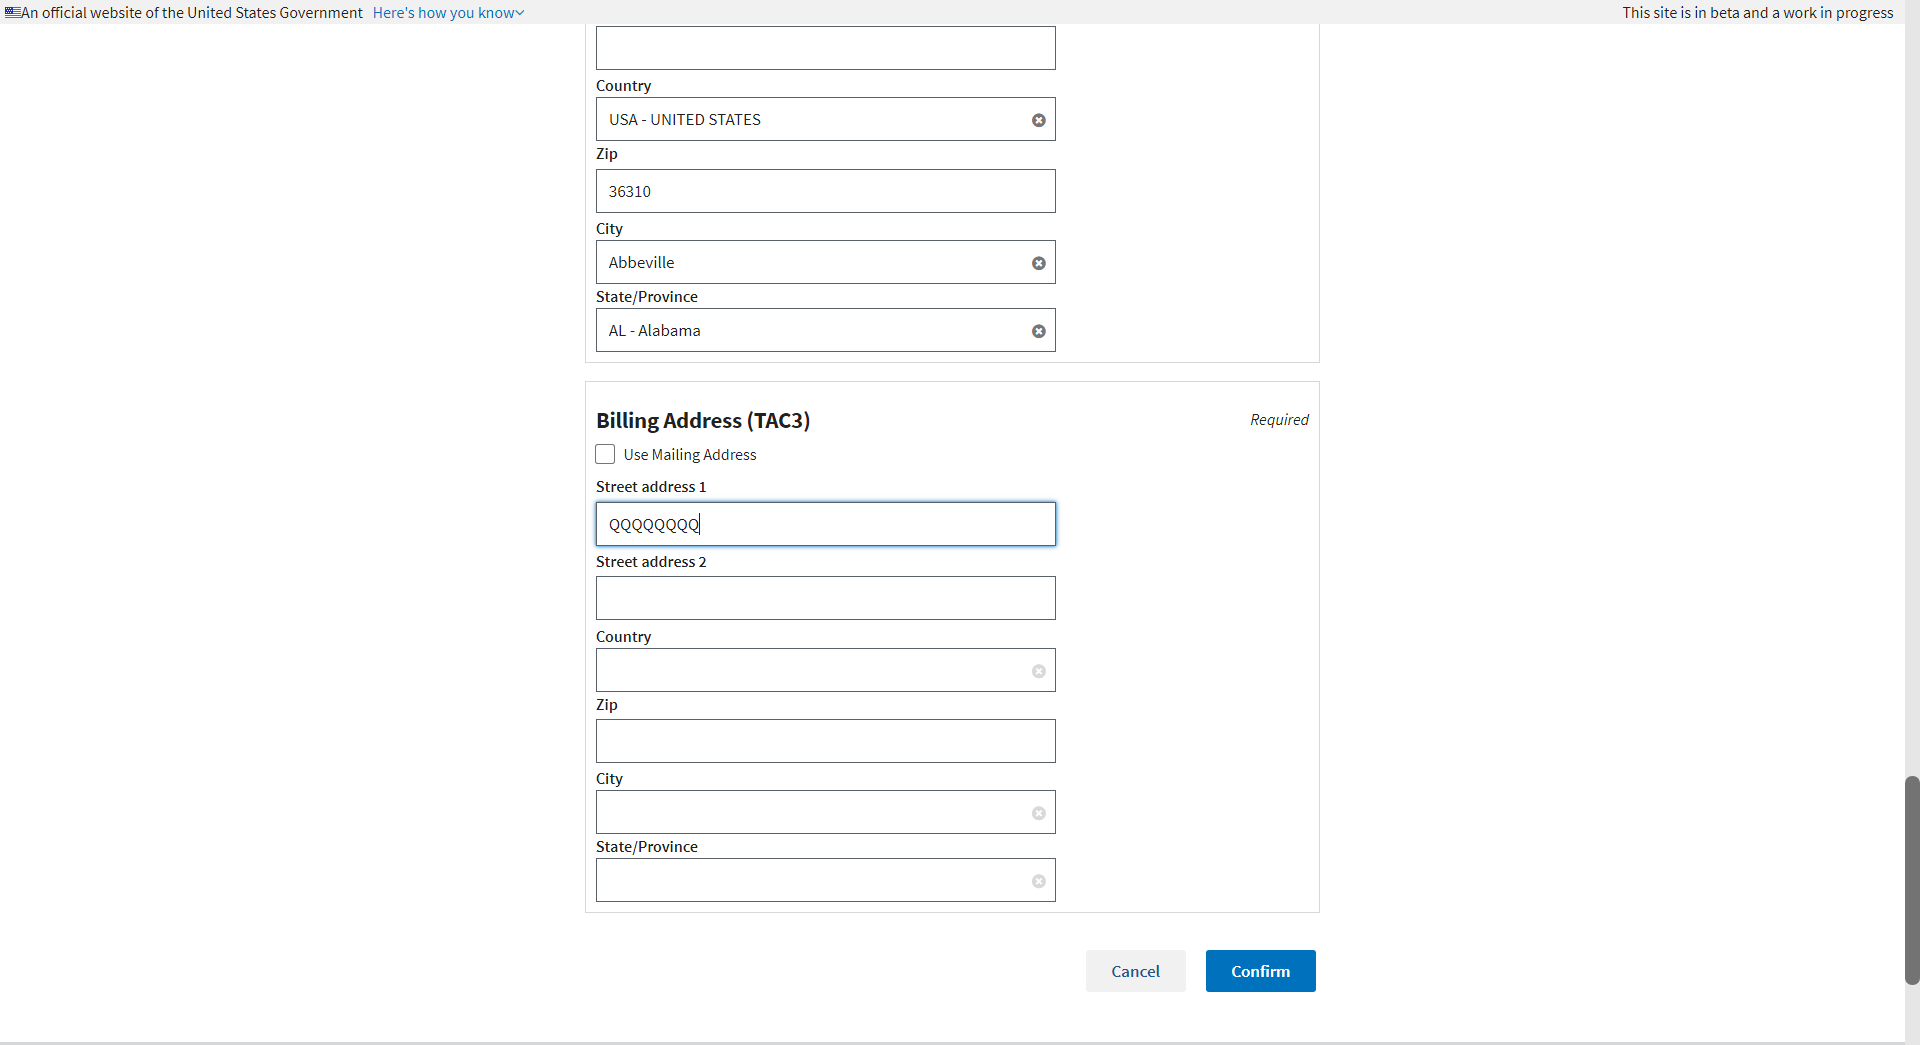 An official website of the United States Government Here's how you know
This site is in beta and a work in progress
Country
USA - UNITED STATES
Zip
36310
City
Abbeville
State/Province
AL - Alabama
Billing Address (TAC3)
Required
Use Mailing Address
Street address 1
QQQQQQQQ
Street address 2
Country
Zip
City
State/Province
Cancel
Confirm